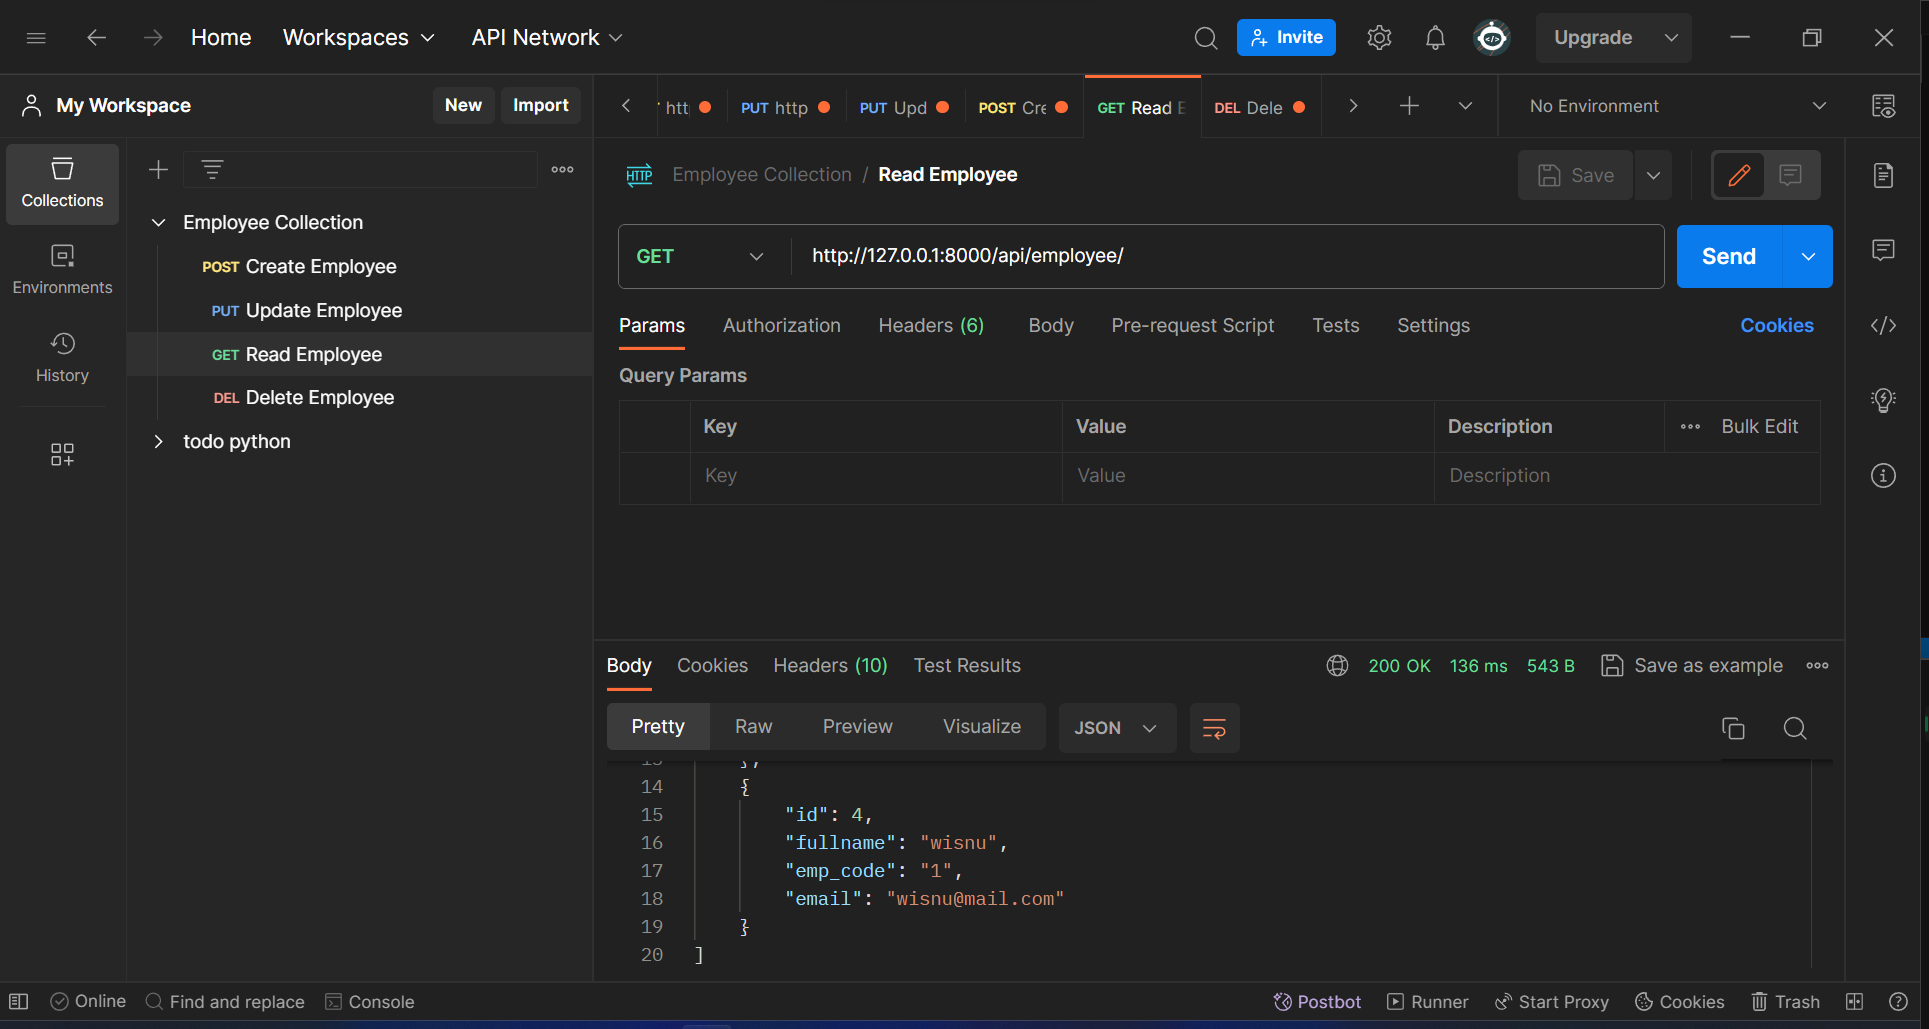 Home Workspaces API Network Invite Upgrade
My Workspace New Import
PUT http PUT Upd POST Cre GET Read E DEL Dele No Environment
Collections
Environments
History
Employee Collection
POST Create Employee
PUT Update Employee
GET Read Employee
DEL Delete Employee
todo python
HTTP Employee Collection / Read Employee Save
GET http://127.0.0.1:8000/api/employee/ Send
Params Authorization Headers (6) Body Pre-request Script Tests Settings Cookies
Query Params
Key Value Description Bulk Edit
Key Value Description
Body Cookies Headers (10) Test Results 200 OK 136 ms 543 B Save as example
Pretty Raw Preview Visualize JSON
14 {
15 "id": 4,
16 "fullname": "wisnu",
17 "emp_code": "1",
18 "email": "wisnu@mail.com"
19 }
20 ]
Online Find and replace Console Postbot Runner Start Proxy Cookies Trash